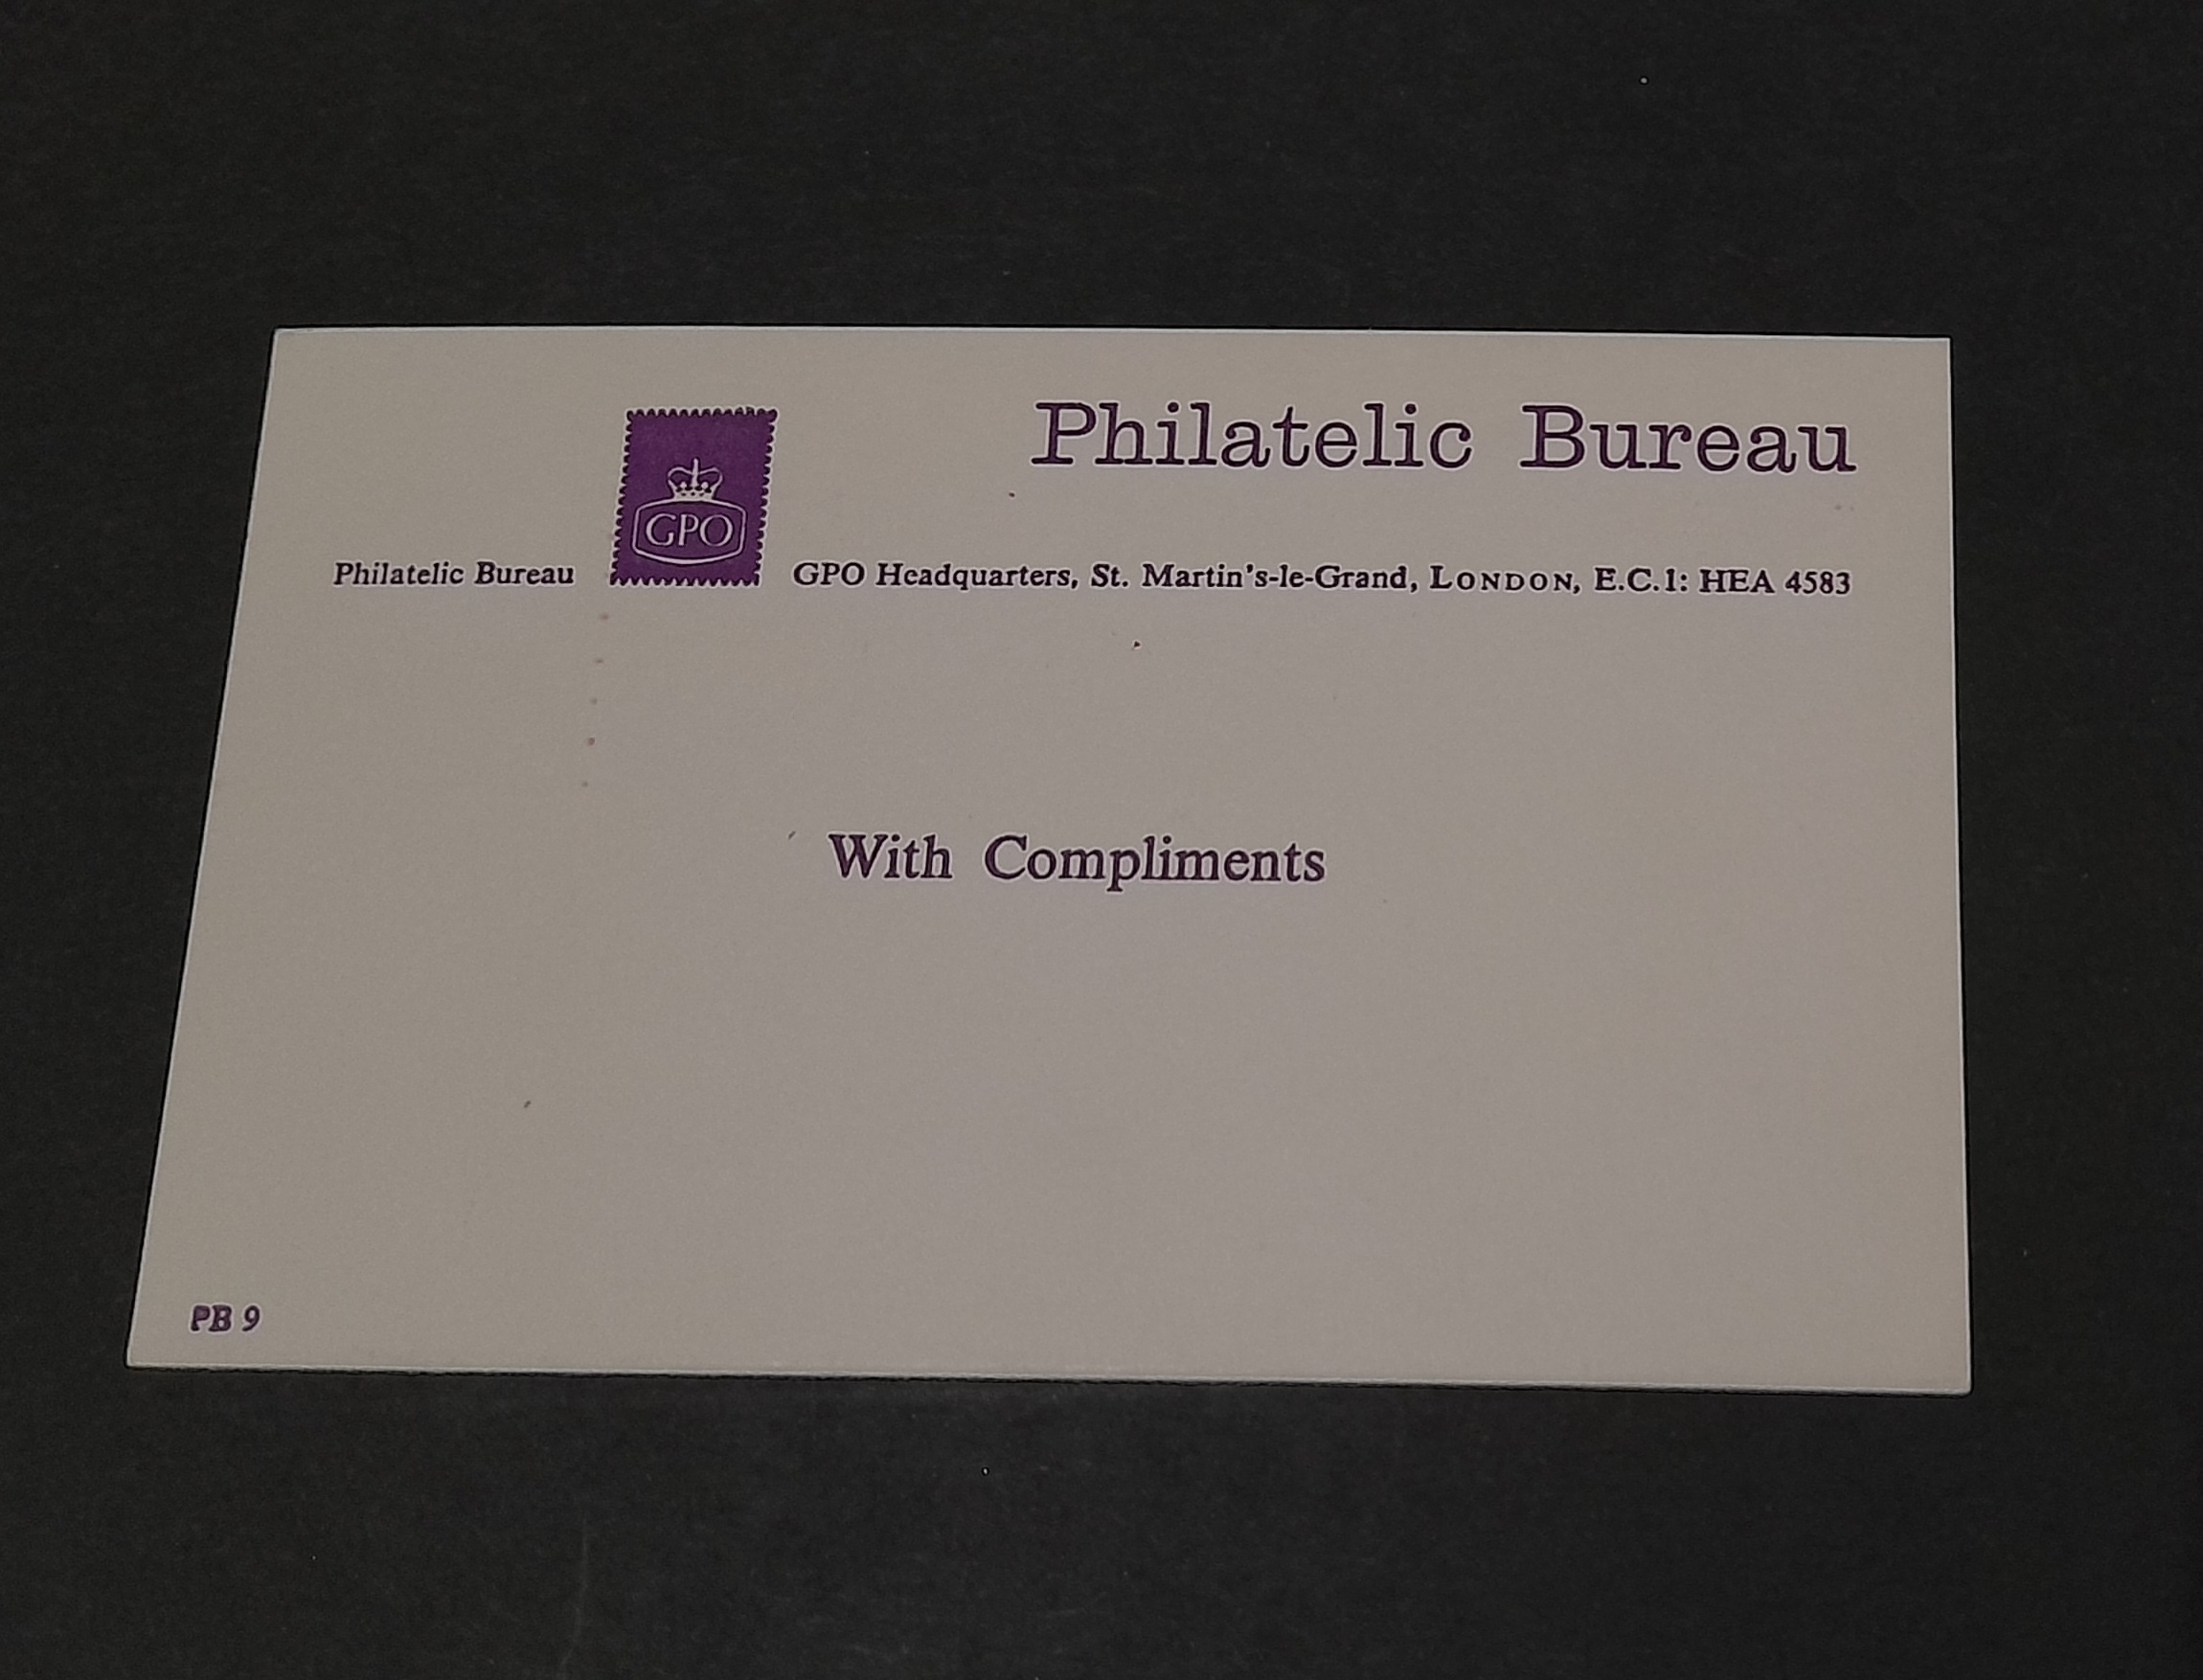 Philatelic Bureau
GPO
Philatelic Bureau GPO Headquarters, St. Martin's-le-Grand, LONDON, E.C.1: HEA 4583
With Compliments
PB 9